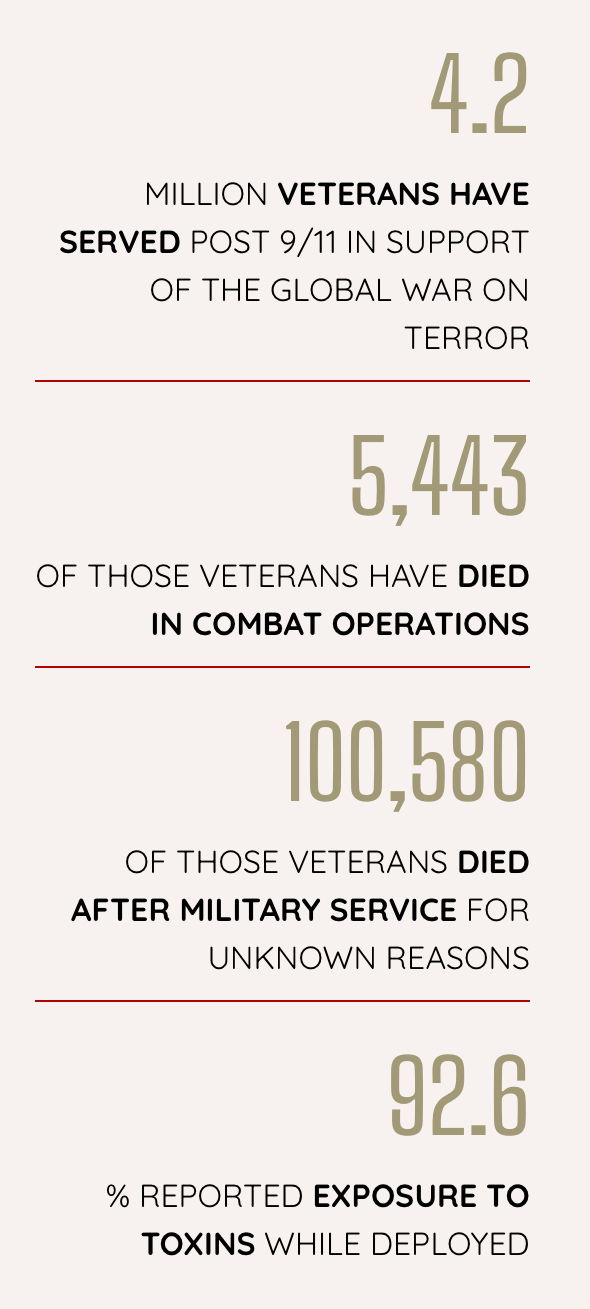 4.2
MILLION VETERANS HAVE
SERVED POST 9/11 IN SUPPORT
OF THE GLOBAL WAR ON
TERROR
5,443
OF THOSE VETERANS HAVE DIED
IN COMBAT OPERATIONS
100,580
OF THOSE VETERANS DIED
AFTER MILITARY SERVICE FOR
UNKNOWN REASONS
92.6
% REPORTED EXPOSURE TO
TOXINS WHILE DEPLOYED